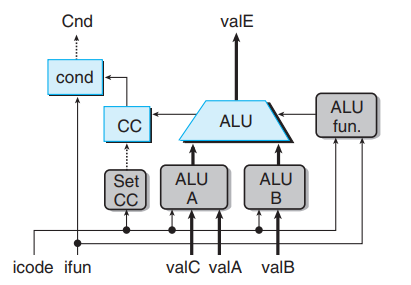 Cnd valE
cond
CC
ALU
ALU
fun.
Set
CC
ALU
A
ALU
B
icode ifun valC valA valB